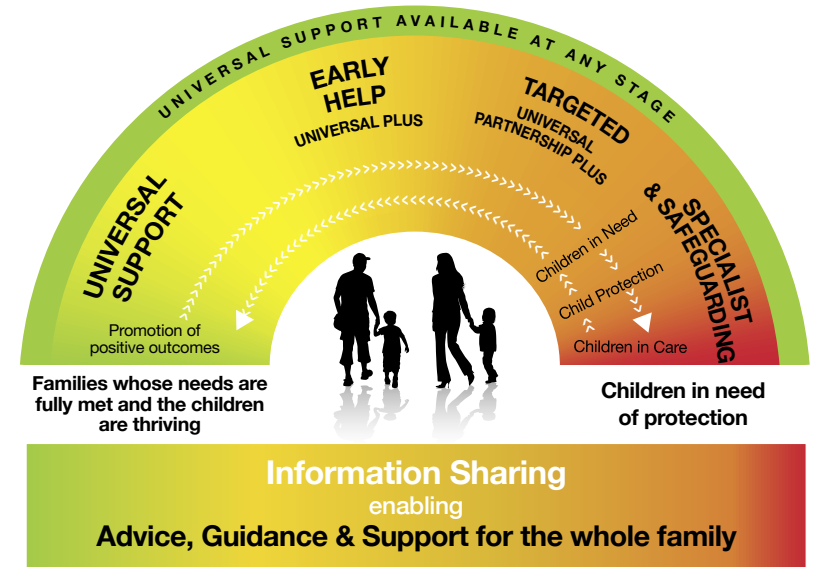 UNIVERSAL SUPPORT AVAILABLE AT ANY STAGE
UNIVERSAL
SUPPORT
EARLY
HELP
UNIVERSAL PLUS
TARGETED
UNIVERSAL
PARTNERSHIP PLUS
SPECIALIST
& SAFEGUARDING
Children in Need
Child Protection
Children in Care
Promotion of
positive outcomes
Families whose needs are
fully met and the children
are thriving
Children in need
of protection
Information Sharing
enabling
Advice, Guidance & Support for the whole family